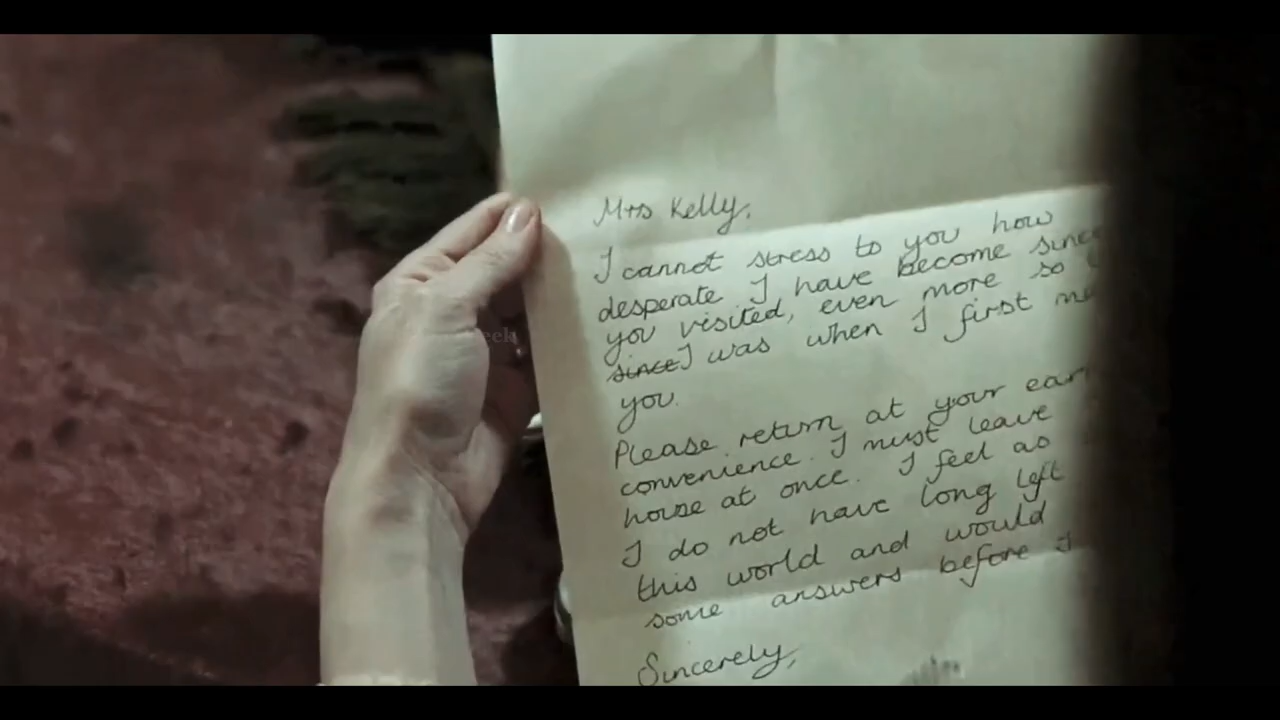 Mrs Kelly,
I cannot stress to you how
desperate I have become since
you visited, even more so
since I was when I first
you.
Please return at your
convenience. I must leave
house at once. I feel as
I do not have long left
this world and would
some answers before I
Sincerely,